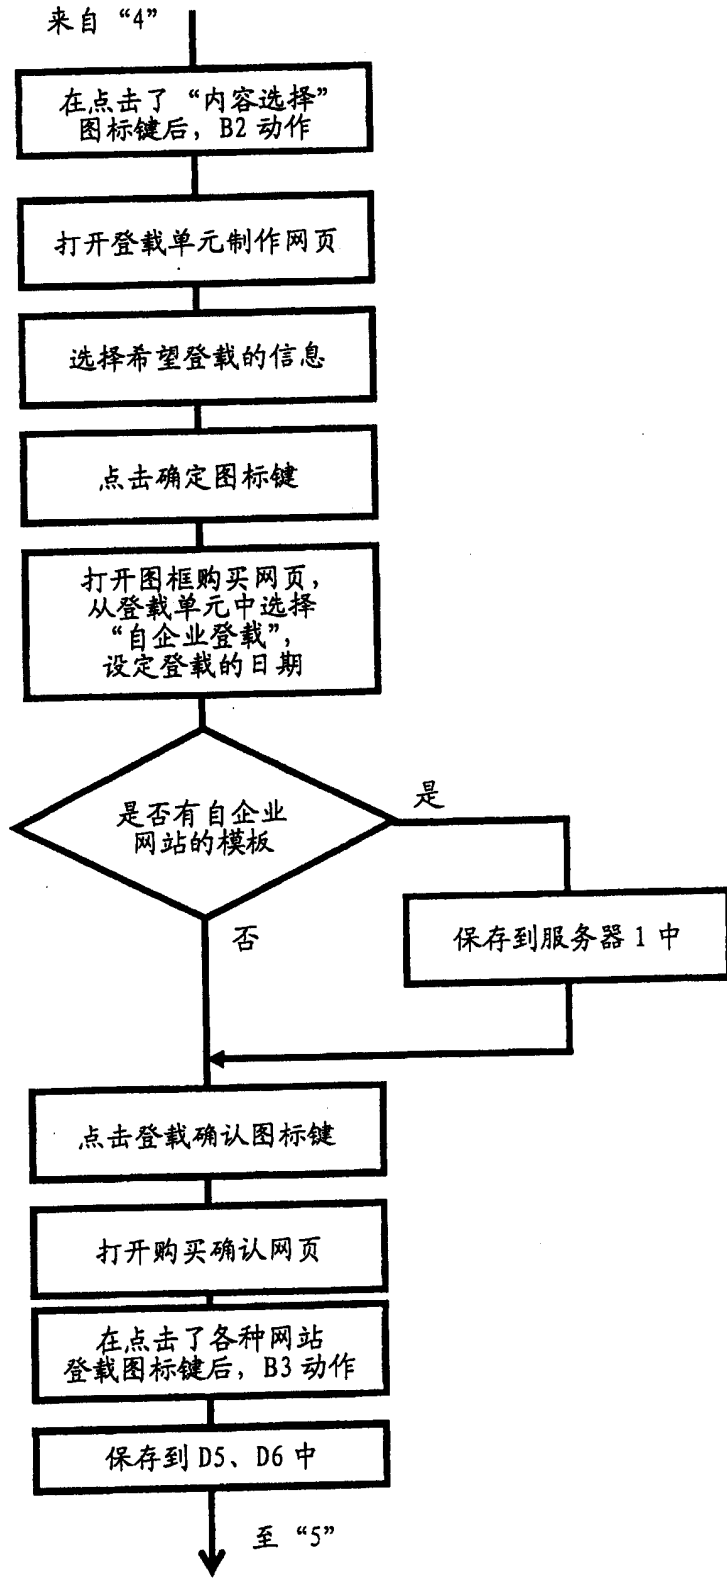 来自“4”
在点击了“内容选择”
图标键后，B2 动作
打开登载单元制作网页
选择希望登载的信息
点击确定图标键
打开图框购买网页，
从登载单元中选择
“自企业登载”，
设定登载的日期
是否有自企业
网站的模板
是
否
保存到服务器 1 中
点击登载确认图标键
打开购买确认网页
在点击了各种网站
登载图标键后，B3 动作
保存到 D5、D6 中
至“5”